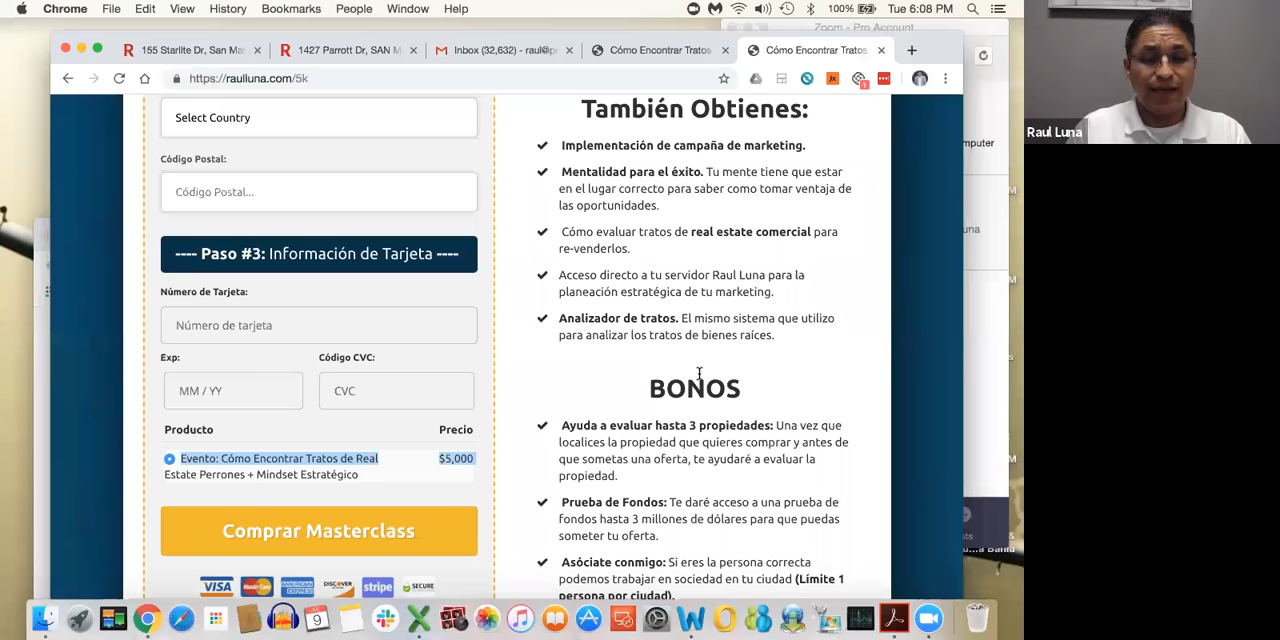 Chrome File Edit View History Bookmarks People Window Help 100% Tue 6:08 PM
Zoom - Pro Account
155 Starlite Dr, San Ma
1427 Parrott Dr, SAN M
Inbox (32,632) - raul@p
Cómo Encontrar Tratos
Cómo Encontrar Tratos
https://raulluna.com/5k
Select Country
Código Postal:
Código Postal...
---- Paso #3: Información de Tarjeta ----
Número de Tarjeta:
Número de tarjeta
Exp: Código CVC:
MM / YY CVC
Producto Precio
Evento: Cómo Encontrar Tratos de Real $5,000
Estate Perrones + Mindset Estratégico
Comprar Masterclass
VISA MasterCard AMERICAN EXPRESS DISCOVER stripe SECURE
También Obtienes:
Implementación de campaña de marketing.
Mentalidad para el éxito. Tu mente tiene que estar
en el lugar correcto para saber como tomar ventaja de
las oportunidades.
Cómo evaluar tratos de real estate comercial para
re-venderlos.
Acceso directo a tu servidor Raul Luna para la
planeación estratégica de tu marketing.
Analizador de tratos. El mismo sistema que utilizo
para analizar los tratos de bienes raíces.
BONOS
Ayuda a evaluar hasta 3 propiedades: Una vez que
localices la propiedad que quieres comprar y antes de
que sometas una oferta, te ayudaré a evaluar la
propiedad.
Prueba de Fondos: Te daré acceso a una prueba de
fondos hasta 3 millones de dólares para que puedas
someter tu oferta.
Asóciate conmigo: Si eres la persona correcta
podemos trabajar en sociedad en tu ciudad (Límite 1
persona por ciudad).
mputer
una
Raul Luna